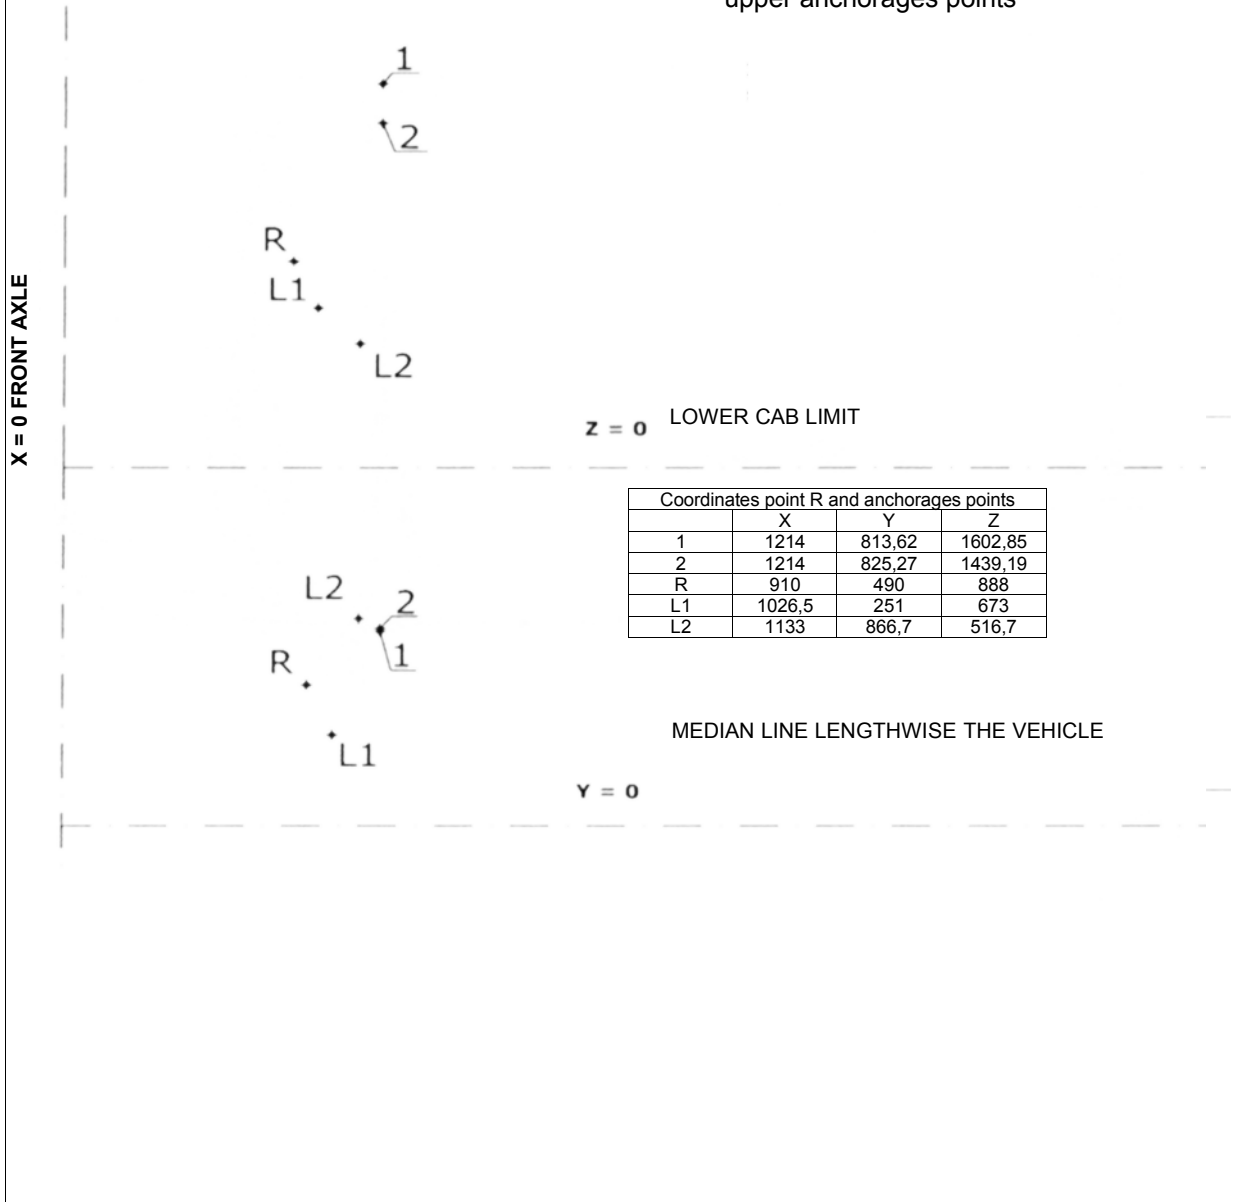 upper anchorages points
1
2
R
L1
L2
X = 0 FRONT AXLE
LOWER CAB LIMIT
Z = 0
Coordinates point R and anchorages points
X Y Z
1 1214 813,62 1602,85
2 1214 825,27 1439,19
R 910 490 888
L1 1026,5 251 673
L2 1133 866,7 516,7
L2
2
1
R
L1
MEDIAN LINE LENGTHWISE THE VEHICLE
Y = 0